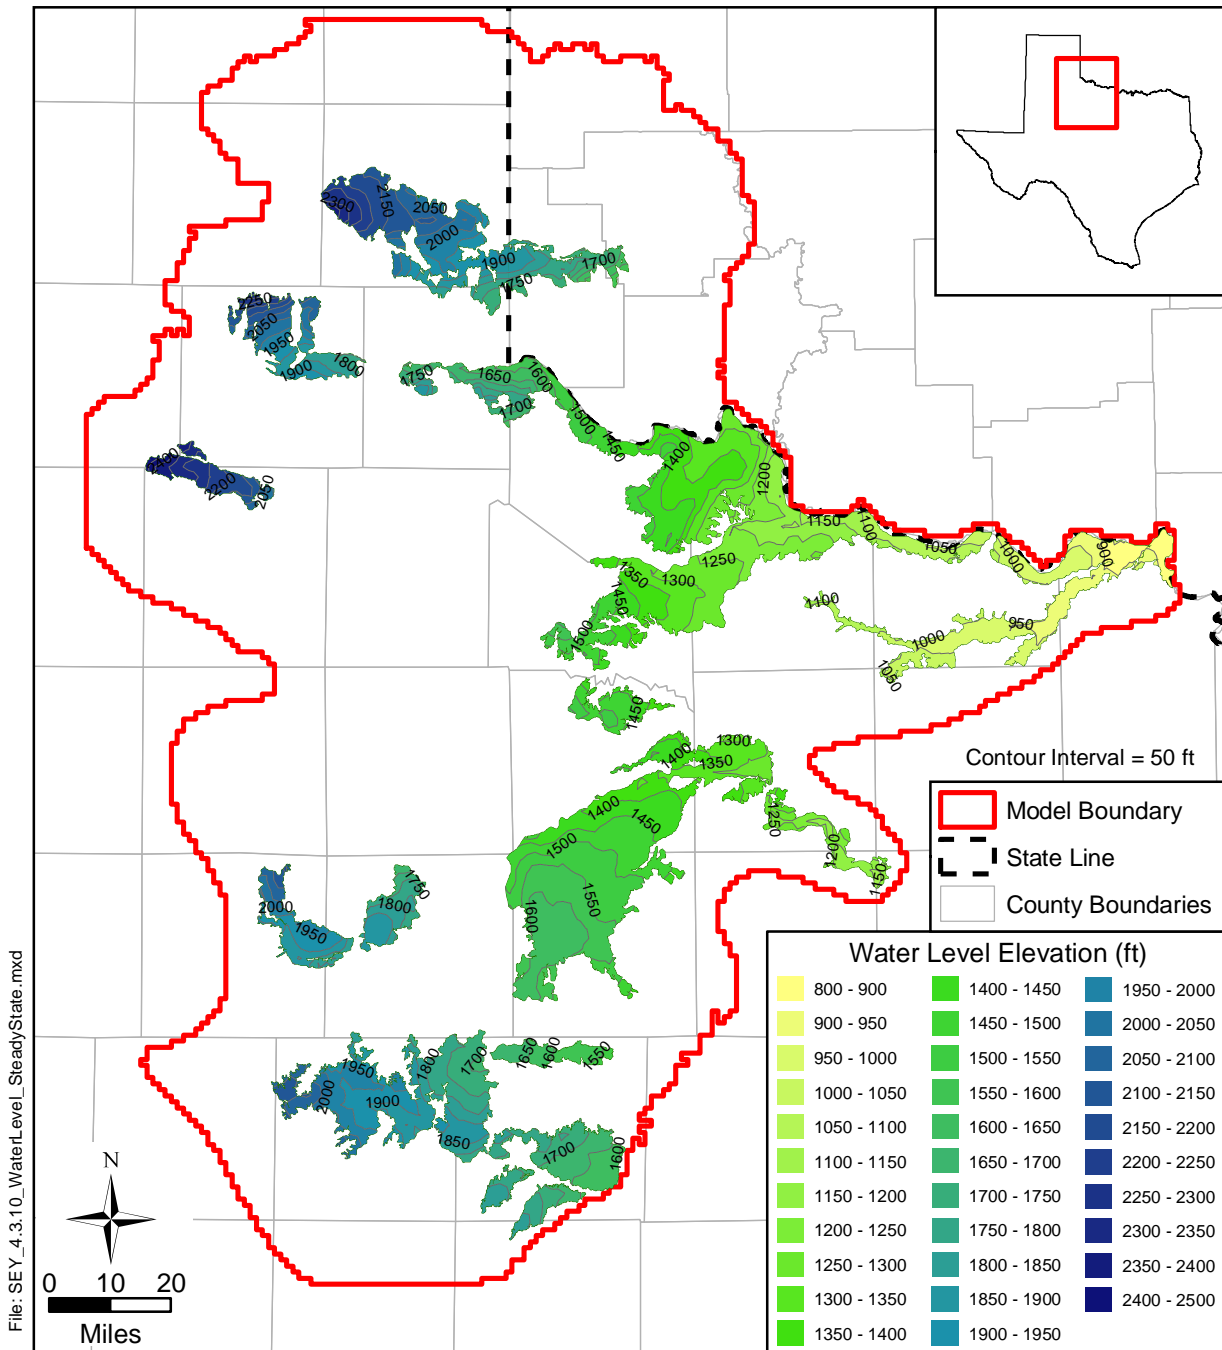 2300
2150
2050
2000
1900
1750
1700
2250
2050
1950
1900
1800
1750
1650
1600
1700
1500
1450
1400
1200
2400
2200
2050
1150
1100
1050
1000
900
1250
1350
1300
1450
1500
1100
1000
950
1050
1450
1400
1300
1350
1400
1450
1500
1250
1200
1150
1550
1600
2000
1950
1750
1800
1950
2000
1900
1800
1700
1850
1650
1600
1550
1700
1600
Contour Interval = 50 ft
Model Boundary
State Line
County Boundaries
Water Level Elevation (ft)
800 - 900
900 - 950
950 - 1000
1000 - 1050
1050 - 1100
1100 - 1150
1150 - 1200
1200 - 1250
1250 - 1300
1300 - 1350
1350 - 1400
1400 - 1450
1450 - 1500
1500 - 1550
1550 - 1600
1600 - 1650
1650 - 1700
1700 - 1750
1750 - 1800
1800 - 1850
1850 - 1900
1900 - 1950
1950 - 2000
2000 - 2050
2050 - 2100
2100 - 2150
2150 - 2200
2200 - 2250
2250 - 2300
2300 - 2350
2350 - 2400
2400 - 2500
N
0 10 20
Miles
File: SEY_4.3.10_WaterLevel_SteadyState.mxd